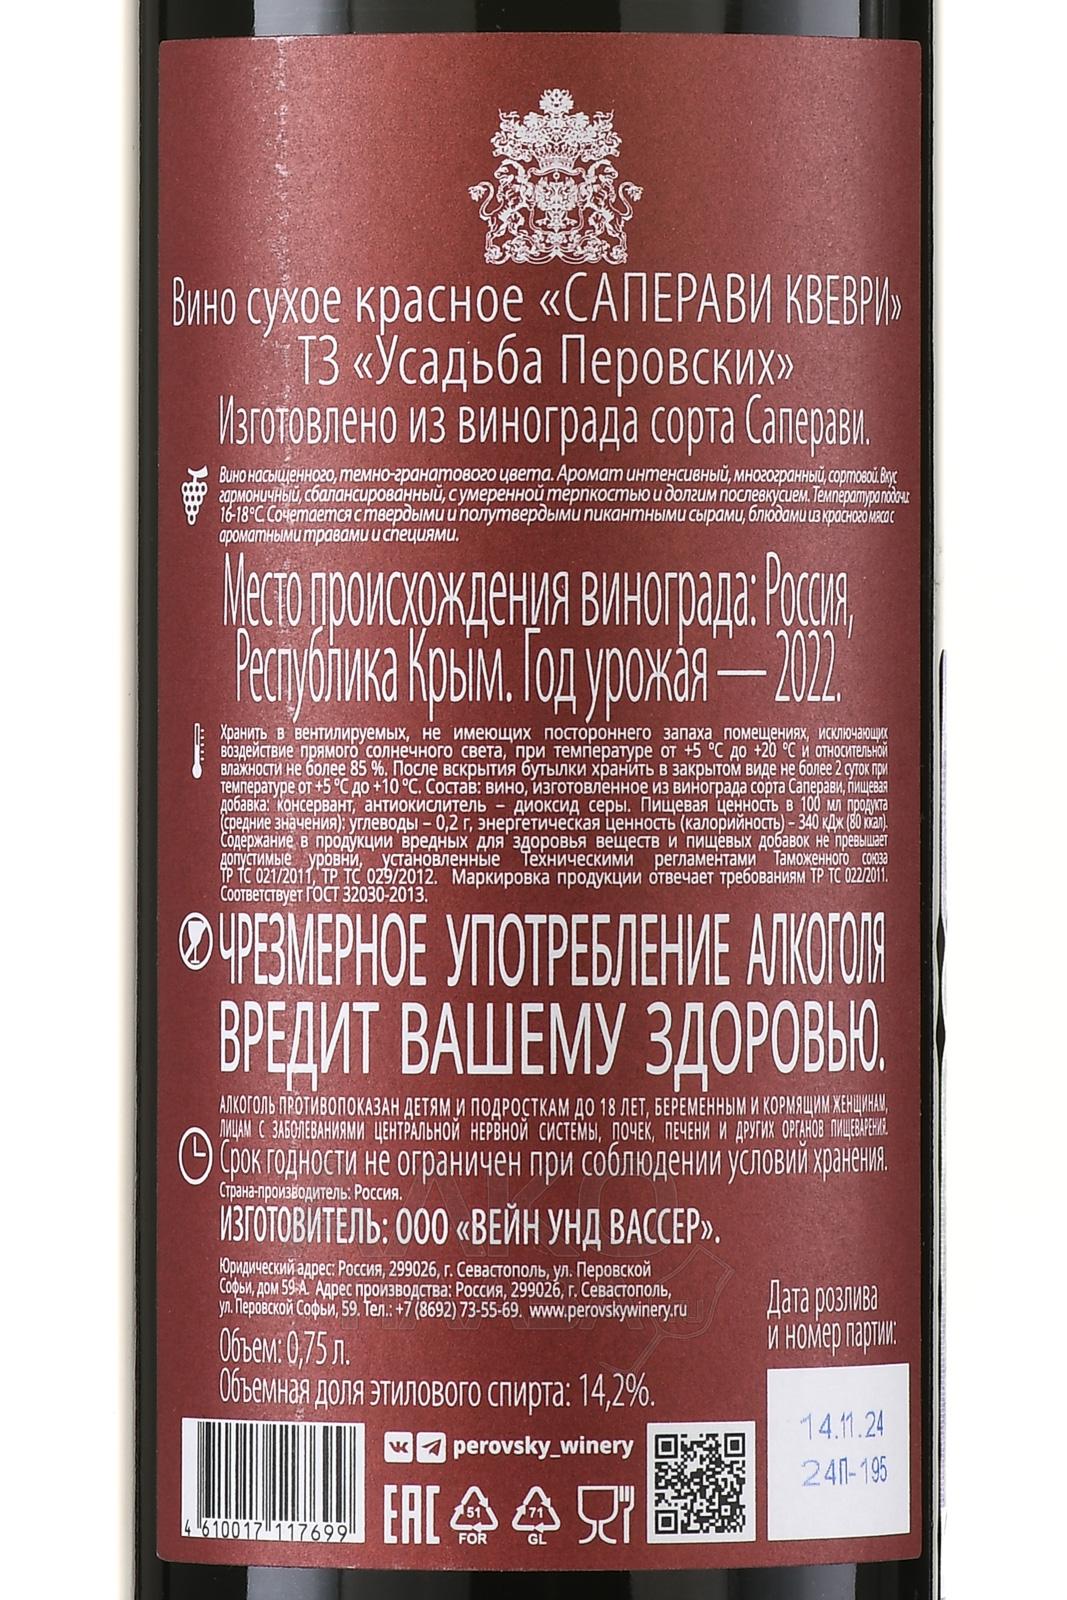 Вино сухое красное «САПЕРАВИ КВЕВРИ»
ТЗ «Усадьба Перовских»
Изготовлено из винограда сорта Саперави.
Вино насыщенного, темно-гранатового цвета. Аромат интенсивный, многогранный, сортовой. Вкус
гармоничный, сбалансированный, с умеренной терпкостью и долгим послевкусием. Температура подачи:
16-18°С. Сочетается с твердыми и полутвердыми пикантными сырами, блюдами из красного мяса с
ароматными травами и специями.
Место происхождения винограда: Россия,
Республика Крым. Год урожая — 2022.
Хранить в вентилируемых, не имеющих постороннего запаха помещениях, исключающих
воздействие прямого солнечного света, при температуре от +5 °С до +20 °С и относительной
влажности не более 85 %. После вскрытия бутылки хранить в закрытом виде не более 2 суток при
температуре от +5 °С до +10 °С. Состав: вино, изготовленное из винограда сорта Саперави, пищевая
добавка: консервант, антиокислитель – диоксид серы. Пищевая ценность в 100 мл продукта
(средние значения): углеводы – 0,2 г, энергетическая ценность (калорийность) – 340 кДж (80 ккал).
Содержание в продукции вредных для здоровья веществ и пищевых добавок не превышает
допустимые уровни, установленные Техническими регламентами Таможенного союза
ТР ТС 021/2011, ТР ТС 029/2012. Маркировка продукции отвечает требованиям ТР ТС 022/2011.
Соответствует ГОСТ 32030-2013.
ЧРЕЗМЕРНОЕ УПОТРЕБЛЕНИЕ АЛКОГОЛЯ
ВРЕДИТ ВАШЕМУ ЗДОРОВЬЮ.
АЛКОГОЛЬ ПРОТИВОПОКАЗАН ДЕТЯМ И ПОДРОСТКАМ ДО 18 ЛЕТ, БЕРЕМЕННЫМ И КОРМЯЩИМ ЖЕНЩИНАМ,
ЛИЦАМ С ЗАБОЛЕВАНИЯМИ ЦЕНТРАЛЬНОЙ НЕРВНОЙ СИСТЕМЫ, ПОЧЕК, ПЕЧЕНИ И ДРУГИХ ОРГАНОВ ПИЩЕВАРЕНИЯ.
Срок годности не ограничен при соблюдении условий хранения.
Страна-производитель: Россия.
ИЗГОТОВИТЕЛЬ: ООО «ВЕЙН УНД ВАССЕР».
Юридический адрес: Россия, 299026, г. Севастополь, ул. Перовской
Софьи, дом 59 А. Адрес производства: Россия, 299026, г. Севастополь,
ул. Перовской Софьи, 59. Тел.: +7 (8692) 73-55-69. www.perovskywinery.ru
Объем: 0,75 л.
Объемная доля этилового спирта: 14,2%.
Дата розлива
и номер партии:
14.11.24
24П-195
perovsky_winery
EAC
51
FOR
71
GL
4 610017 117699